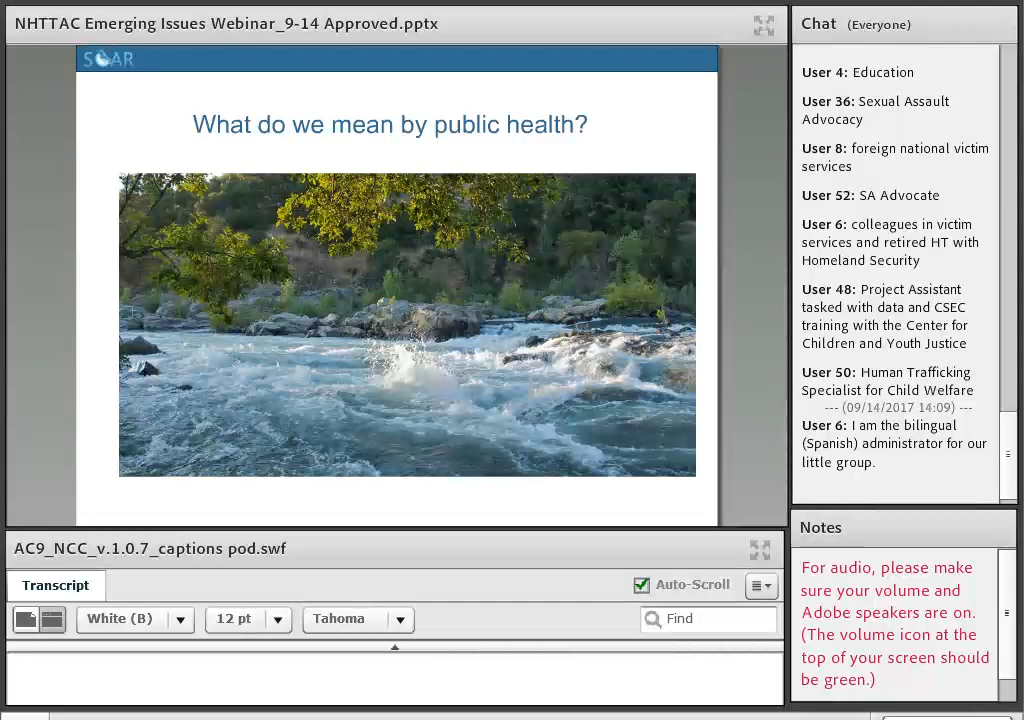 NHTTAC Emerging Issues Webinar_9-14 Approved.pptx
SOAR
What do we mean by public health?
Chat (Everyone)
User 4: Education
User 36: Sexual Assault
Advocacy
User 8: foreign national victim
services
User 52: SA Advocate
User 6: colleagues in victim
services and retired HT with
Homeland Security
User 48: Project Assistant
tasked with data and CSEC
training with the Center for
Children and Youth Justice
User 50: Human Trafficking
Specialist for Child Welfare
--- (09/14/2017 14:09) ---
User 6: I am the bilingual
(Spanish) administrator for our
little group.
AC9_NCC_v.1.0.7_captions pod.swf
Transcript
Auto-Scroll
White (B)
12 pt
Tahoma
Find
Notes
For audio, please make
sure your volume and
Adobe speakers are on.
(The volume icon at the
top of your screen should
be green.)